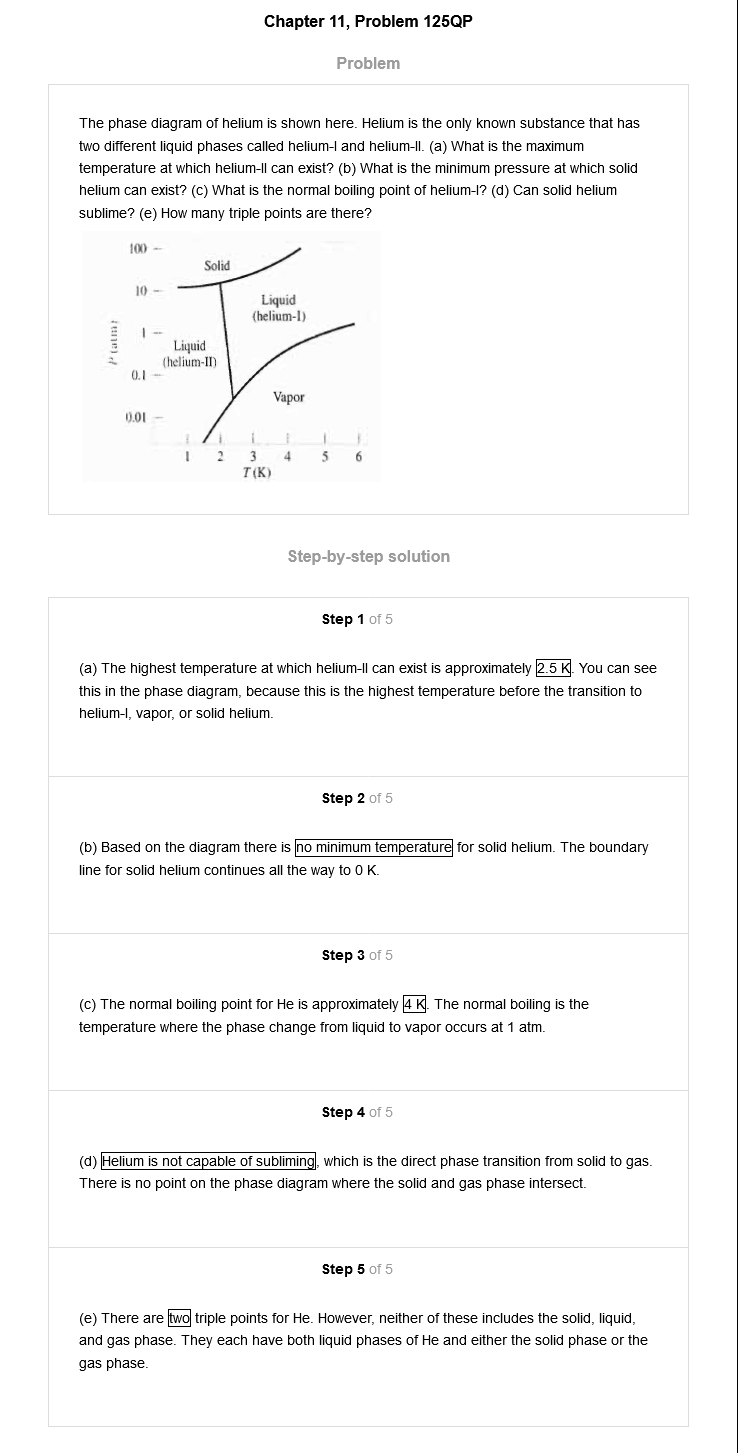 Chapter 11, Problem 125QP
Problem
The phase diagram of helium is shown here. Helium is the only known substance that has
two different liquid phases called helium-I and helium-II. (a) What is the maximum
temperature at which helium-II can exist? (b) What is the minimum pressure at which solid
helium can exist? (c) What is the normal boiling point of helium-I? (d) Can solid helium
sublime? (e) How many triple points are there?
100
Solid
10
Liquid
(helium-I)
P (atm)
1
Liquid
(helium-II)
0.1
Vapor
0.01
1 2 3 4 5 6
T (K)
Step-by-step solution
Step 1 of 5
(a) The highest temperature at which helium-II can exist is approximately 2.5 K. You can see
this in the phase diagram, because this is the highest temperature before the transition to
helium-I, vapor, or solid helium.
Step 2 of 5
(b) Based on the diagram there is no minimum temperature for solid helium. The boundary
line for solid helium continues all the way to 0 K.
Step 3 of 5
(c) The normal boiling point for He is approximately 4 K. The normal boiling is the
temperature where the phase change from liquid to vapor occurs at 1 atm.
Step 4 of 5
(d) Helium is not capable of subliming, which is the direct phase transition from solid to gas.
There is no point on the phase diagram where the solid and gas phase intersect.
Step 5 of 5
(e) There are two triple points for He. However, neither of these includes the solid, liquid,
and gas phase. They each have both liquid phases of He and either the solid phase or the
gas phase.